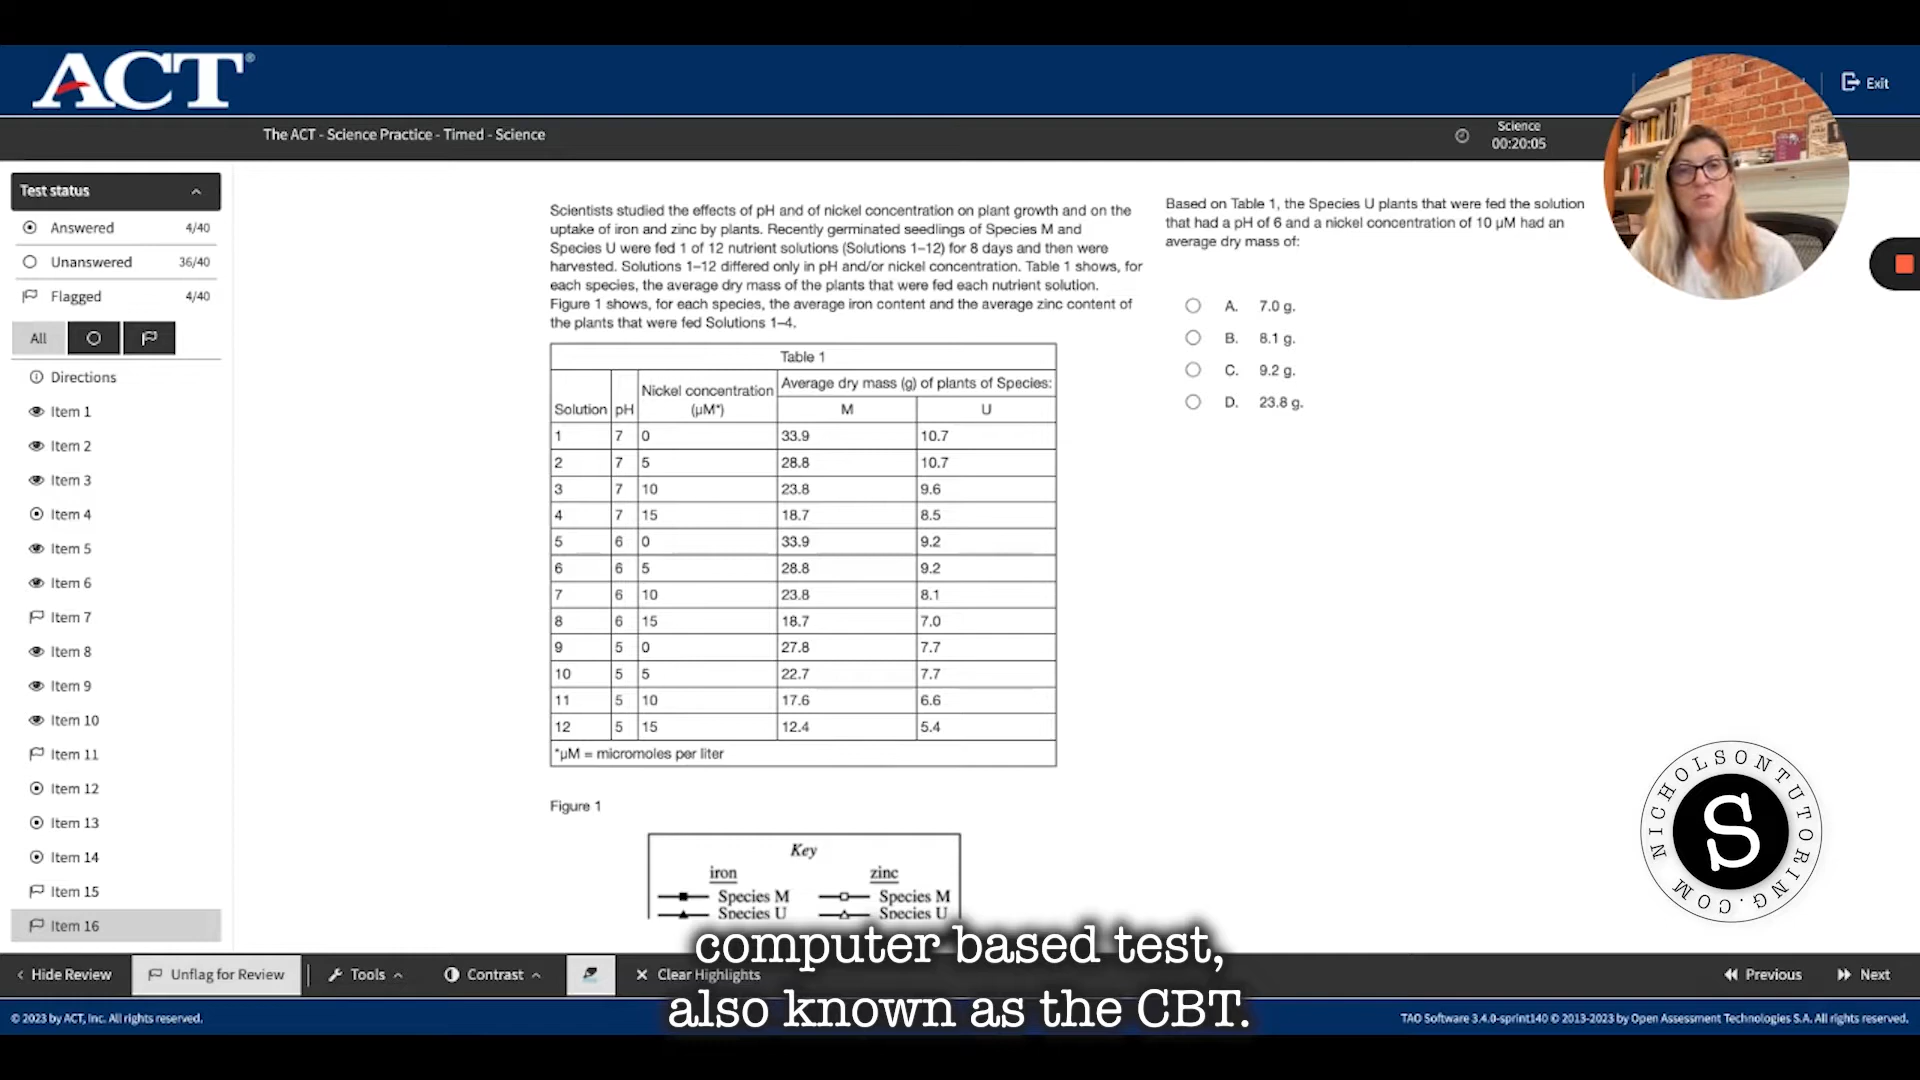 ACT®
Exit
The ACT - Science Practice - Timed - Science
Science
00:20:05
Test status
Answered 4/40
Unanswered 36/40
Flagged 4/40
All
Directions
Item 1
Item 2
Item 3
Item 4
Item 5
Item 6
Item 7
Item 8
Item 9
Item 10
Item 11
Item 12
Item 13
Item 14
Item 15
Item 16
Scientists studied the effects of pH and of nickel concentration on plant growth and on the
uptake of iron and zinc by plants. Recently germinated seedlings of Species M and
Species U were fed 1 of 12 nutrient solutions (Solutions 1–12) for 8 days and then were
harvested. Solutions 1–12 differed only in pH and/or nickel concentration. Table 1 shows, for
each species, the average dry mass of the plants that were fed each nutrient solution.
Figure 1 shows, for each species, the average iron content and the average zinc content of
the plants that were fed Solutions 1–4.
Table 1
Solution pH Nickel concentration (µM*) Average dry mass (g) of plants of Species:
M U
1 7 0 33.9 10.7
2 7 5 28.8 10.7
3 7 10 23.8 9.6
4 7 15 18.7 8.5
5 6 0 33.9 9.2
6 6 5 28.8 9.2
7 6 10 23.8 8.1
8 6 15 18.7 7.0
9 5 0 27.8 7.7
10 5 5 22.7 7.7
11 5 10 17.6 6.6
12 5 15 12.4 5.4
*µM = micromoles per liter
Figure 1
Key
iron zinc
Species M Species M
Species U Species U
Based on Table 1, the Species U plants that were fed the solution
that had a pH of 6 and a nickel concentration of 10 µM had an
average dry mass of:
A. 7.0 g.
B. 8.1 g.
C. 9.2 g.
D. 23.8 g.
NICHOLSONTUTORING.COM
S
computer based test,
also known as the CBT.
Hide Review
Unflag for Review
Tools
Contrast
Clear Highlights
Previous
Next
© 2023 by ACT, Inc. All rights reserved.
TAO Software 3.4.0-sprint140 © 2013-2023 by Open Assessment Technologies S.A. All rights reserved.